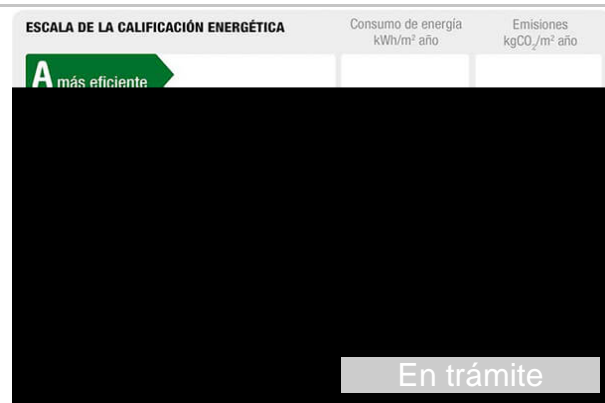 ESCALA DE LA CALIFICACIÓN ENERGÉTICA
Consumo de energía
kWh/m² año
Emisiones
kgCO₂/m² año
A más eficiente
En trámite